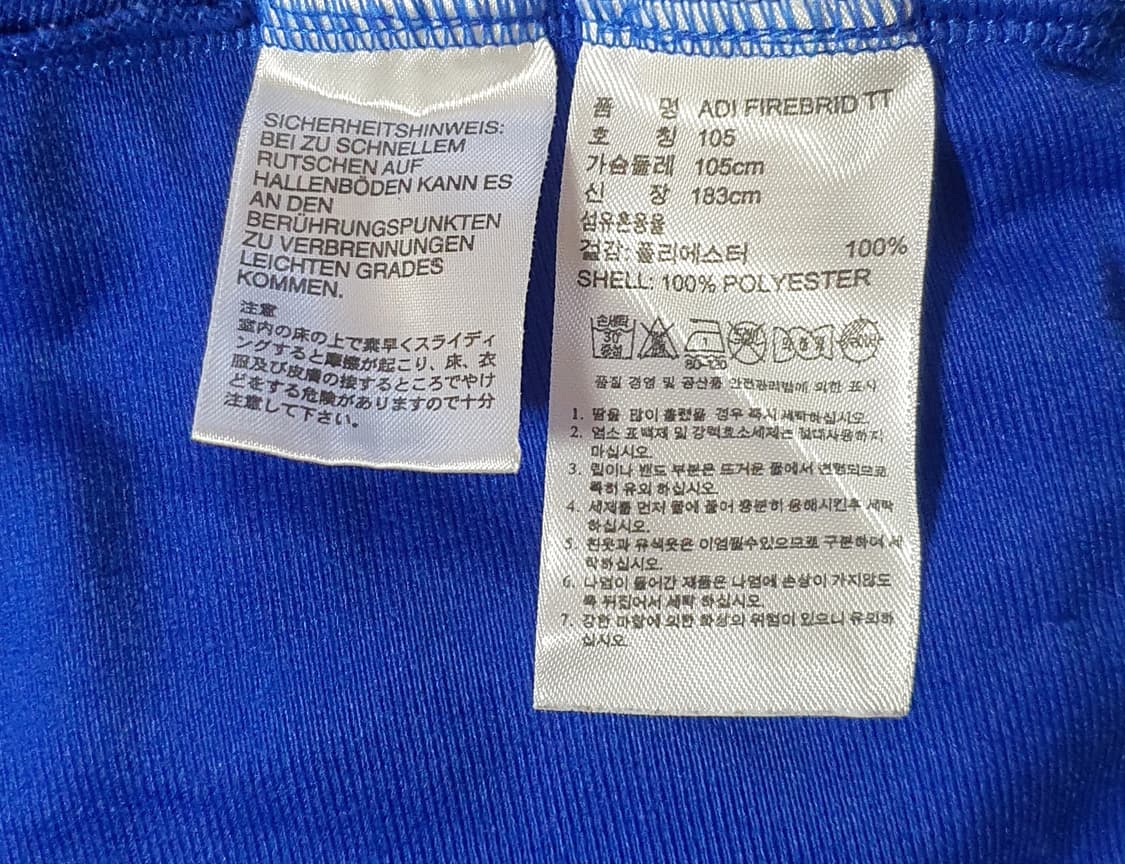 SICHERHEITSHINWEIS:
BEI ZU SCHNELLEM
RUTSCHEN AUF
HALLENBÖDEN KANN ES
AN DEN
BERÜHRUNGSPUNKTEN
ZU VERBRENNUNGEN
LEICHTEN GRADES
KOMMEN.
注意
室内の床の上で素早くスライディ
ングすると摩擦が起こり、床、衣
服及び皮膚の接するところでやけ
どをする危険がありますので十分
注意して下さい。
품 명 ADI FIREBRID TT
호 칭 105
가슴둘레 105cm
신 장 183cm
섬유혼용율
겉감: 폴리에스터 100%
SHELL: 100% POLYESTER
손세탁
30°
중성
80-120
품질 경영 및 공산품 안전관리법에 의한 표시
1. 땀을 많이 흘렸을 경우 즉시 세탁하십시오.
2. 염소 표백제 및 강력효소세제는 절대사용하지
마십시오.
3. 립이나 밴드 부분은 뜨거운 물에서 변형되므로
특히 유의 하십시오.
4. 세제를 먼저 물에 풀어 충분히 용해시킨후 세탁
하십시오.
5. 흰옷과 유색옷은 이염될수있으므로 구분하여 세
탁하십시오.
6. 나염이 들어간 제품은 나염에 손상이 가지않도
록 뒤집어서 세탁 하십시오.
7. 강한 마찰에 의한 화상의 위험이 있으니 유의하
십시오.